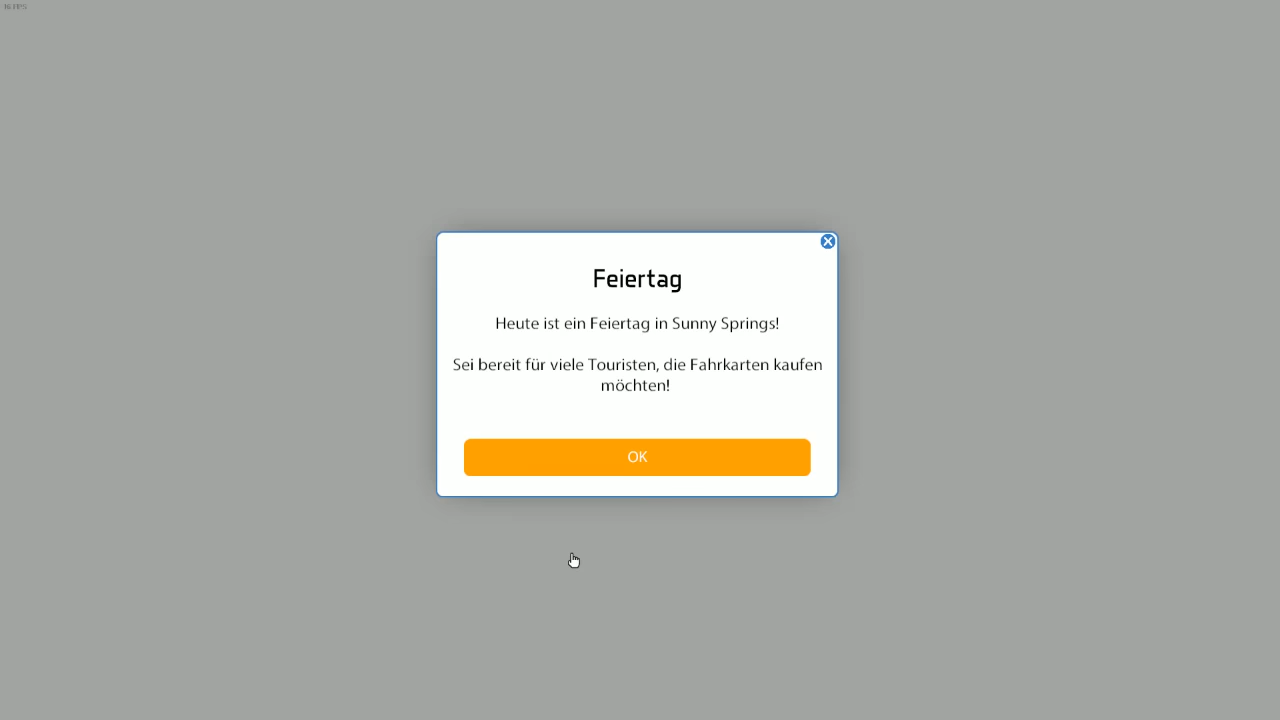 Feiertag
Heute ist ein Feiertag in Sunny Springs!
Sei bereit für viele Touristen, die Fahrkarten kaufen
möchten!
OK